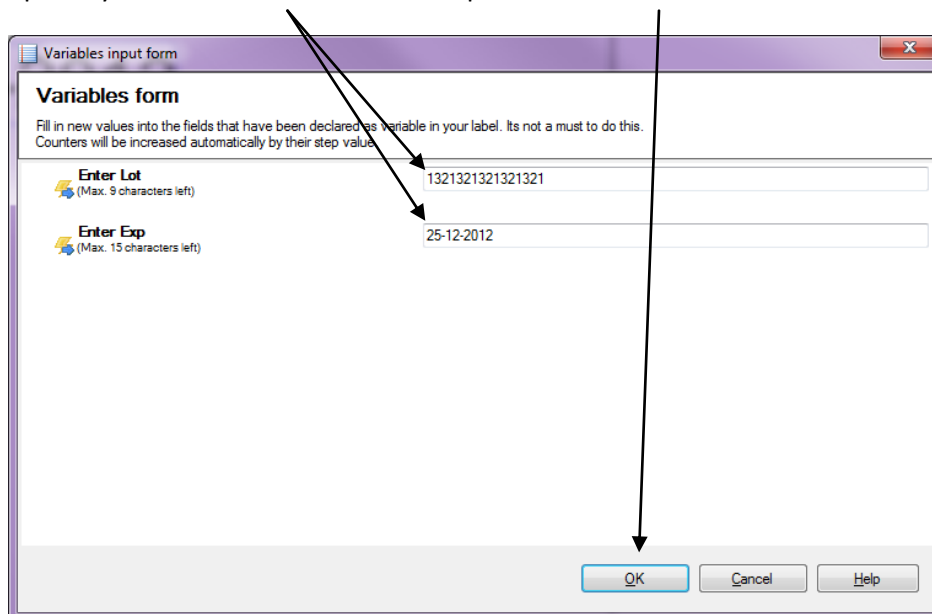 Variables input form
Variables form
Fill in new values into the fields that have been declared as variable in your label. Its not a must to do this.
Counters will be increased automatically by their step value
Enter Lot
1321321321321321
(Max. 9 characters left)
Enter Exp
25-12-2012
(Max. 15 characters left)
OK
Cancel
Help